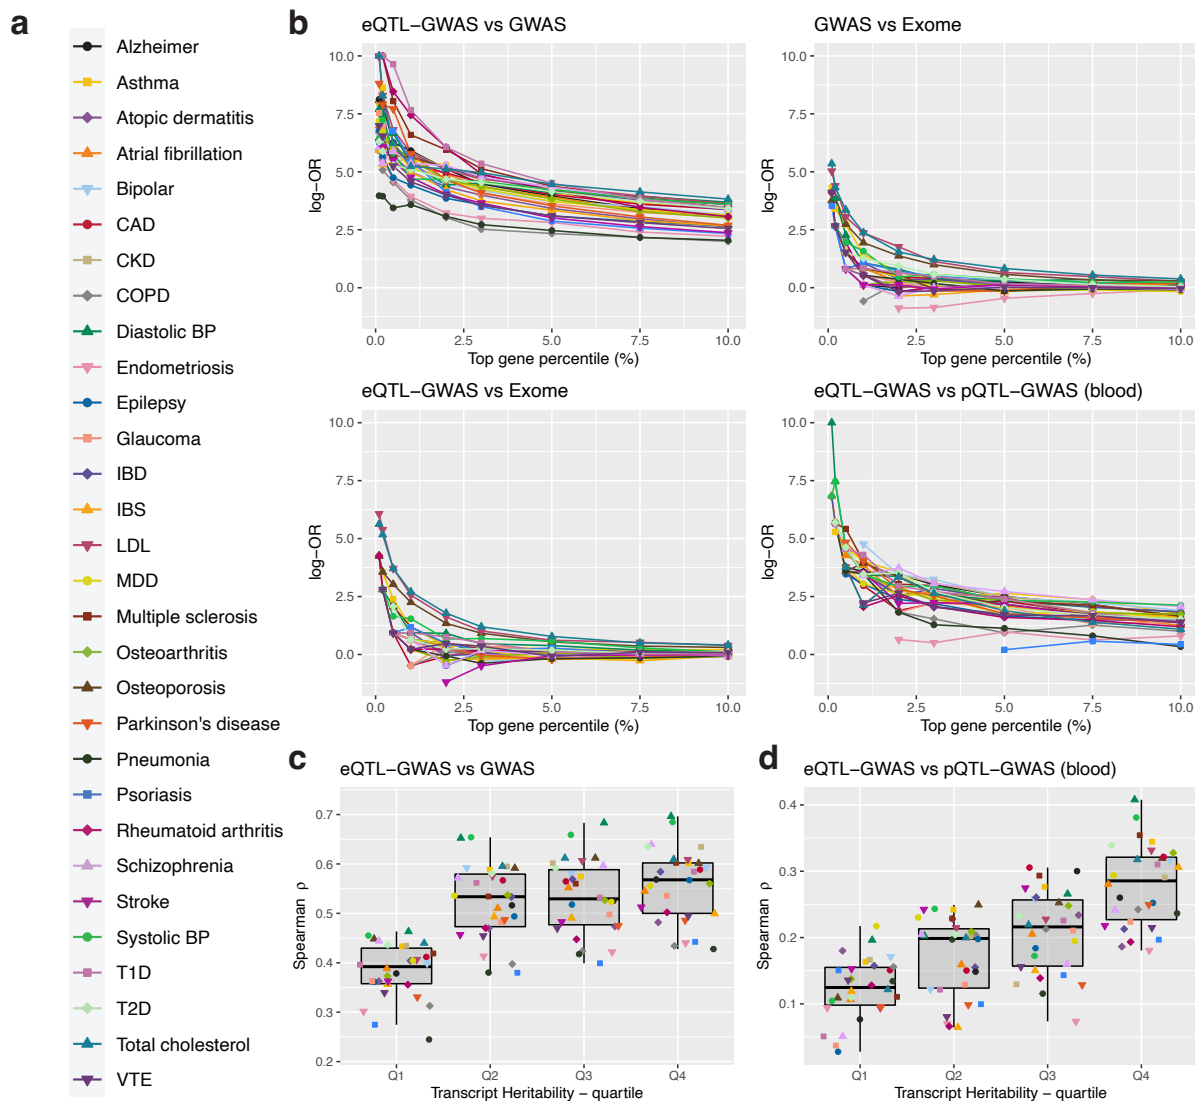 a
Alzheimer
Asthma
Atopic dermatitis
Atrial fibrillation
Bipolar
CAD
CKD
COPD
Diastolic BP
Endometriosis
Epilepsy
Glaucoma
IBD
IBS
LDL
MDD
Multiple sclerosis
Osteoarthritis
Osteoporosis
Parkinson's disease
Pneumonia
Psoriasis
Rheumatoid arthritis
Schizophrenia
Stroke
Systolic BP
T1D
T2D
Total cholesterol
VTE
b
eQTL−GWAS vs GWAS
log−OR
10.0
7.5
5.0
2.5
0.0
0.0 2.5 5.0 7.5 10.0
Top gene percentile (%)
GWAS vs Exome
log−OR
10.0
7.5
5.0
2.5
0.0
0.0 2.5 5.0 7.5 10.0
Top gene percentile (%)
eQTL−GWAS vs Exome
log−OR
10.0
7.5
5.0
2.5
0.0
0.0 2.5 5.0 7.5 10.0
Top gene percentile (%)
eQTL−GWAS vs pQTL−GWAS (blood)
log−OR
10.0
7.5
5.0
2.5
0.0
0.0 2.5 5.0 7.5 10.0
Top gene percentile (%)
c
eQTL−GWAS vs GWAS
Spearman ρ
0.7
0.6
0.5
0.4
0.3
0.2
Q1 Q2 Q3 Q4
Transcript Heritability − quartile
d
eQTL−GWAS vs pQTL−GWAS (blood)
Spearman ρ
0.4
0.3
0.2
0.1
Q1 Q2 Q3 Q4
Transcript Heritability − quartile